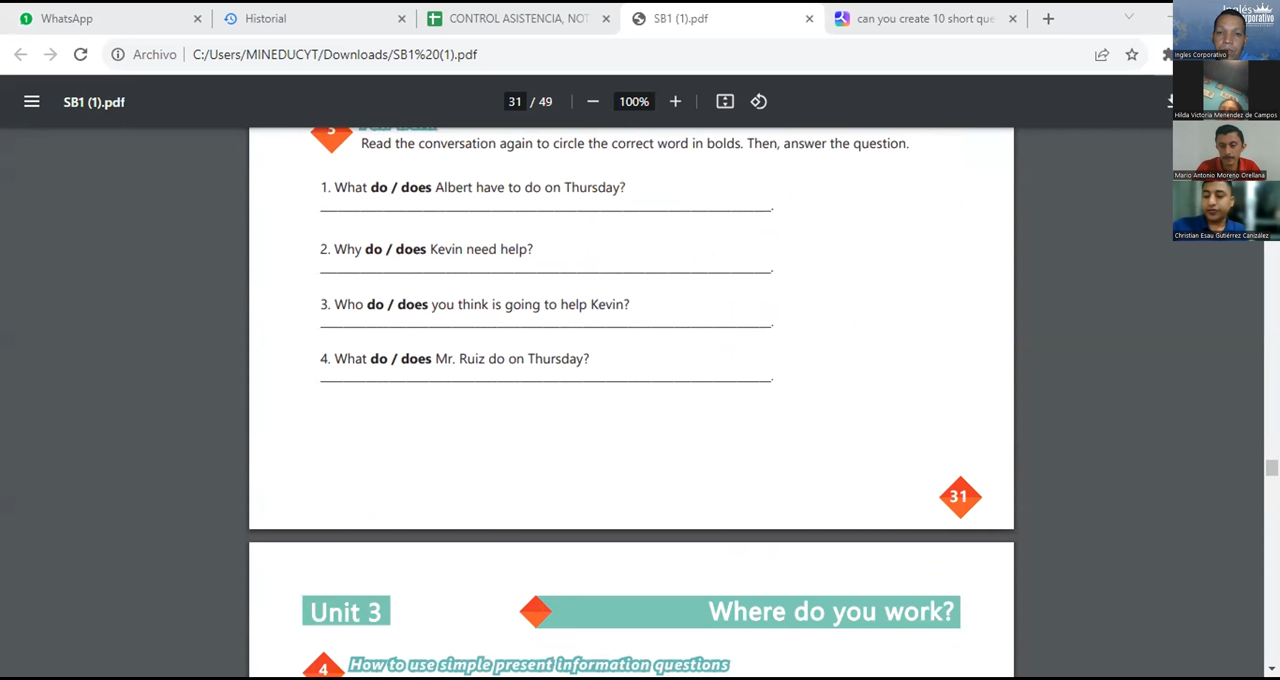 WhatsApp
Historial
CONTROL ASISTENCIA, NOT
SB1 (1).pdf
can you create 10 short que
Archivo
C:/Users/MINEDUCYT/Downloads/SB1%20(1).pdf
SB1 (1).pdf
31 / 49
100%
Read the conversation again to circle the correct word in bolds. Then, answer the question.
1. What do / does Albert have to do on Thursday?
2. Why do / does Kevin need help?
3. Who do / does you think is going to help Kevin?
4. What do / does Mr. Ruiz do on Thursday?
31
Unit 3
Where do you work?
4
How to use simple present information questions
Inglés Corporativo
Ingles Corporativo
Hilda Victoria Menéndez de Campos
Mario Antonio Moreno Orellana
Christian Esau Gutiérrez Canizález